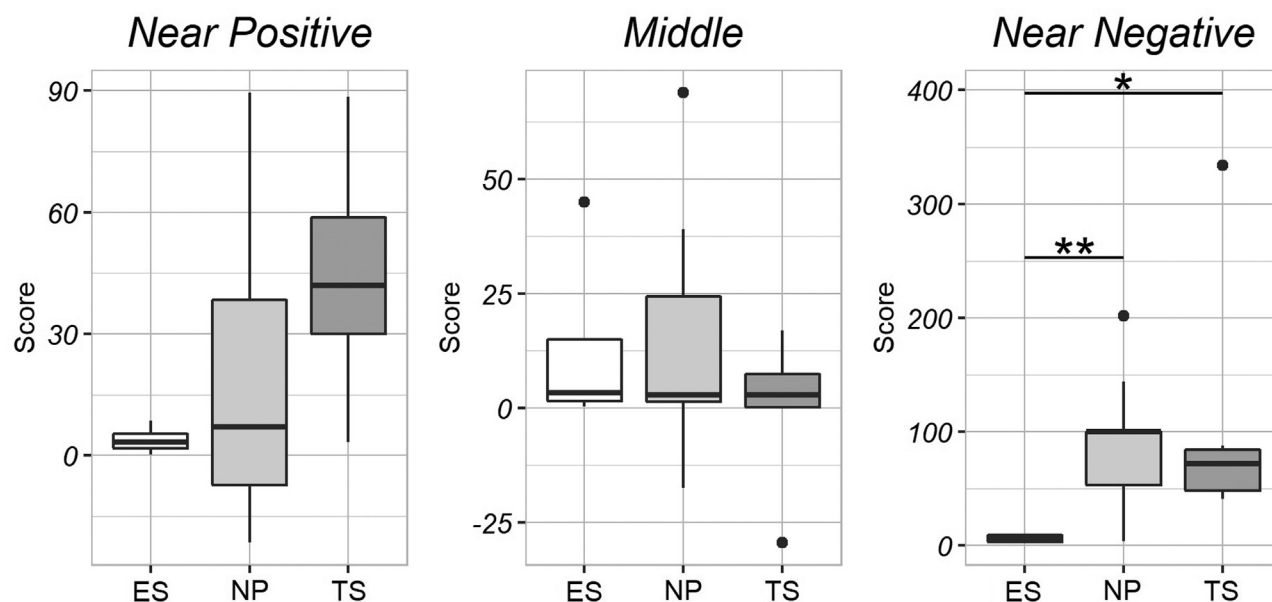 Near Positive
Score
90
60
30
0
ES NP TS
Middle
Score
50
25
0
-25
ES NP TS
Near Negative
Score
400
300
200
100
0
*
**
ES NP TS